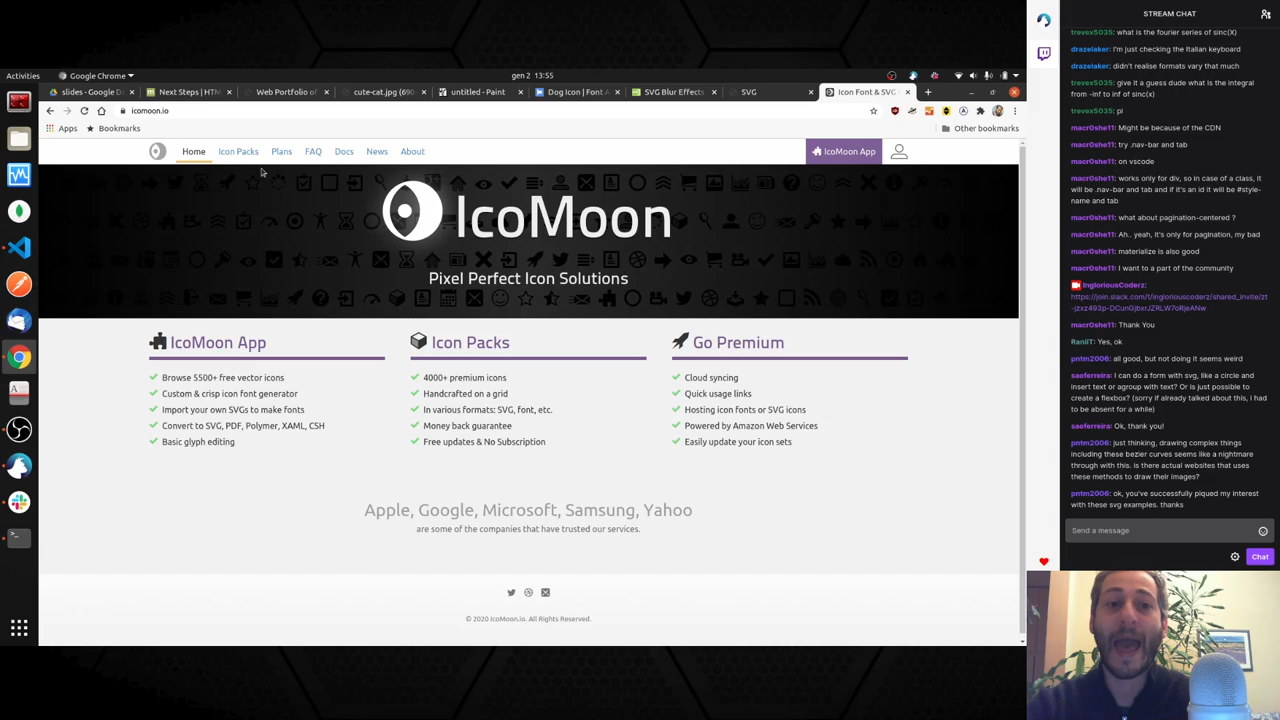 Activities
Google Chrome
gen 2 13:55
slides - Google D
Next Steps | HTM
Web Portfolio of
cuts-6.jpg (690
untitled - Paint
Dog Icon | Font A
SVG Blur Effects
SVG
Icon Font & SVG
icomoon.io
Apps
Bookmarks
Other bookmarks
Home
Icon Packs
Plans
FAQ
Docs
News
About
IcoMoon App
IcoMoon
Pixel Perfect Icon Solutions
IcoMoon App
Browse 5500+ free vector icons
Custom & crisp icon font generator
Import your own SVGs to make fonts
Convert to SVG, PDF, Polymer, XAML, CSH
Basic glyph editing
Icon Packs
4000+ premium icons
Handcrafted on a grid
In various formats: SVG, font, etc.
Money back guarantee
Free updates & No Subscription
Go Premium
Cloud syncing
Quick usage links
Hosting icon fonts or SVG icons
Powered by Amazon Web Services
Easily update your icon sets
Apple, Google, Microsoft, Samsung, Yahoo
are some of the companies that have trusted our services.
© 2020 IcoMoon.io. All Rights Reserved.
STREAM CHAT
trevex5035: what is the fourier series of sinc(X)
drazelaker: I'm just checking the Italian keyboard
drazelaker: didn't realise formats vary that much
trevex5035: give it a guess dude what is the integral
from -inf to inf of sinc(x)
trevex5035: pi
macr0she11: Might be because of the CDN
macr0she11: try .nav-bar and tab
macr0she11: on vscode
macr0she11: works only for div, so in case of a class, it
will be .nav-bar and tab and if it's an id it will be #style-
name and tab
macr0she11: what about pagination-centered ?
macr0she11: Ah.. yeah, it's only for pagination, my bad
macr0she11: materialize is also good
macr0she11: I want to a part of the community
IngloriousCoderz:
https://join.slack.com/t/ingloriouscoderz/shared_invite/zt
-jzxz493p-DCunGjbxrJZRLW7oRjeANw
macr0she11: Thank You
RanilT: Yes, ok
pntm2006: all good, but not doing it seems weird
saoferreira: I can do a form with svg, like a circle and
insert text or agroup with text? Or is just possible to
create a flexbox? (sorry if already talked about this, i had
to be absent for a while)
saoferreira: Ok, thank you!
pntm2006: just thinking, drawing complex things
including these bezier curves seems like a nightmare
through with this. is there actual websites that uses
these methods to draw their images?
pntm2006: ok, you've successfully piqued my interest
with these svg examples. thanks
Send a message
Chat